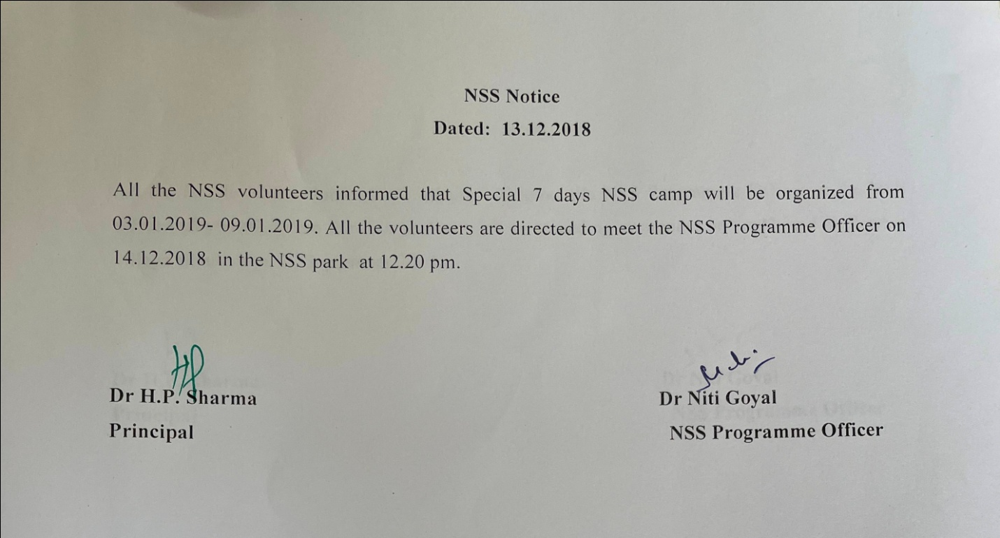 NSS Notice
Dated: 13.12.2018
All the NSS volunteers informed that Special 7 days NSS camp will be organized from
03.01.2019- 09.01.2019. All the volunteers are directed to meet the NSS Programme Officer on
14.12.2018 in the NSS park at 12.20 pm.
HP
Dr H.P. Sharma
Dr Niti Goyal
Principal
NSS Programme Officer